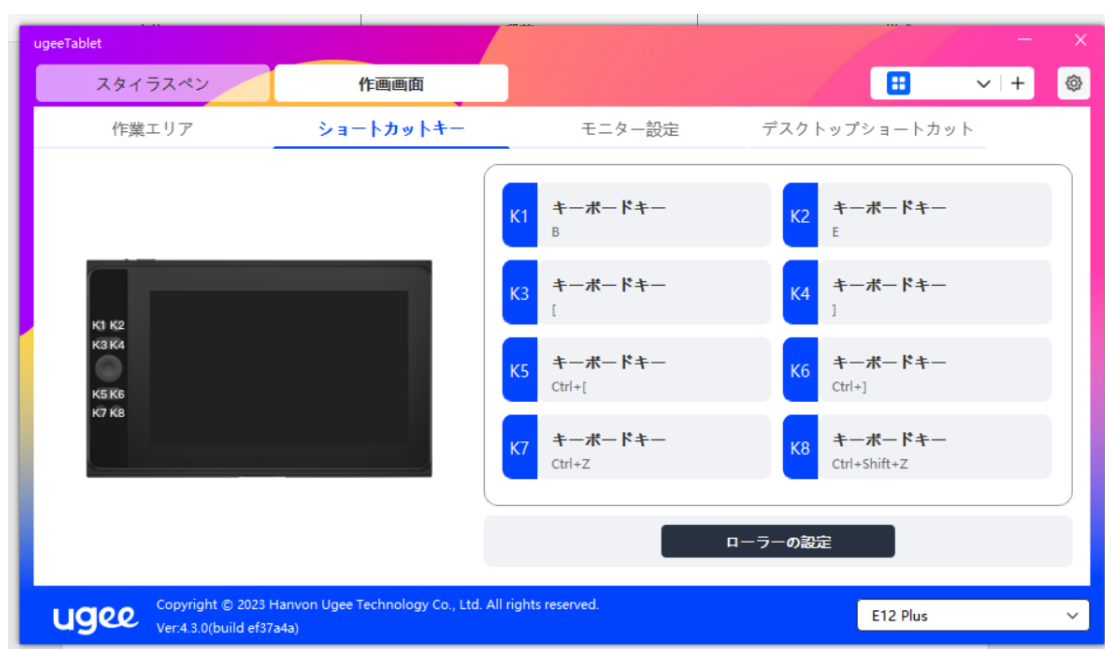 ugeeTablet
スタイラスペン
作画画面
作業エリア
ショートカットキー
モニター設定
デスクトップショートカット
K1 K2
K3 K4
K5 K6
K7 K8
K1
キーボードキー
B
K2
キーボードキー
E
K3
キーボードキー
[
K4
キーボードキー
]
K5
キーボードキー
Ctrl+[
K6
キーボードキー
Ctrl+]
K7
キーボードキー
Ctrl+Z
K8
キーボードキー
Ctrl+Shift+Z
ローラーの設定
ugee
Copyright © 2023 Hanvon Ugee Technology Co., Ltd. All rights reserved.
Ver:4.3.0(build ef37a4a)
E12 Plus